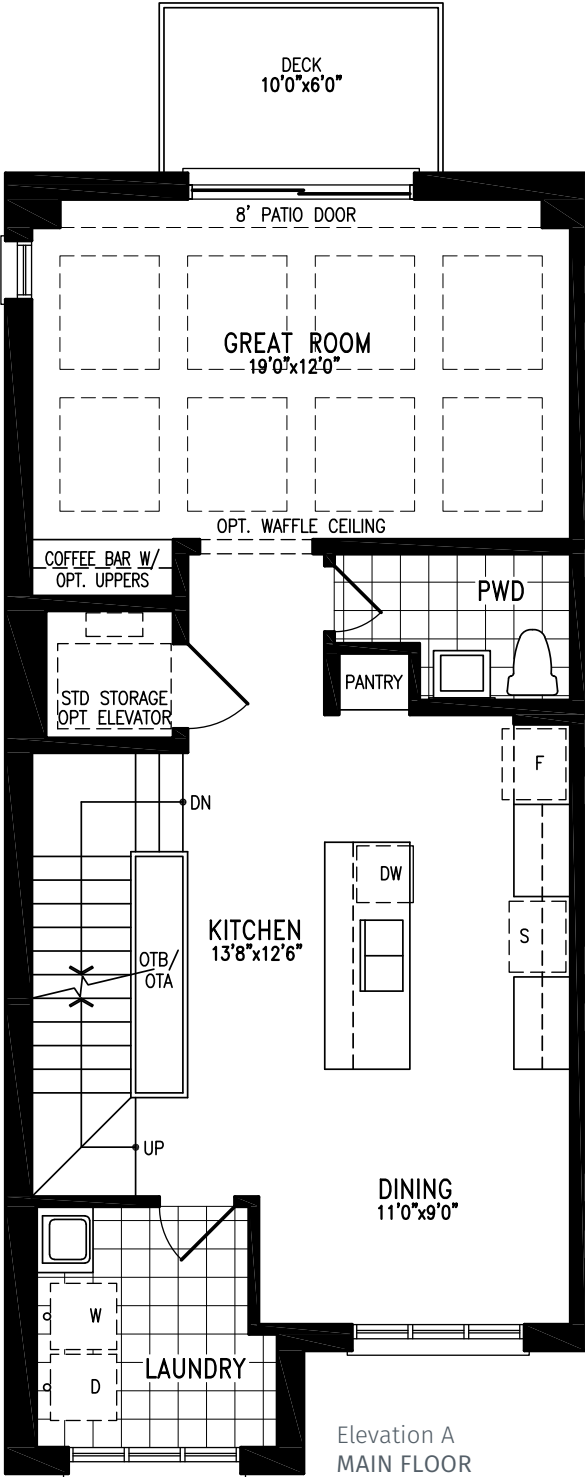 DECK
10'0"x6'0"
8' PATIO DOOR
GREAT ROOM
19'0"x12'0"
OPT. WAFFLE CEILING
COFFEE BAR W/
OPT. UPPERS
PWD
STD STORAGE
OPT ELEVATOR
PANTRY
F
DN
DW
KITCHEN
13'8"x12'6"
S
OTB/
OTA
UP
DINING
11'0"x9'0"
W
LAUNDRY
D
Elevation A
MAIN FLOOR